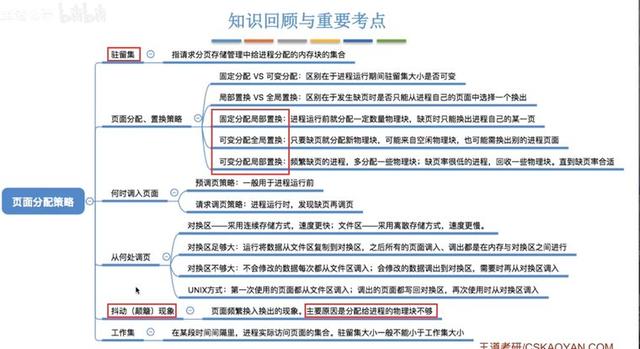 bilibili
知识回顾与重要考点
驻留集
指请求分页存储管理中给进程分配的内存块的集合
固定分配 VS 可变分配：区别在于进程运行期间驻留集大小是否可变
局部置换 VS 全局置换：区别在于发生缺页时是否只能从进程自己的页面中选择一个换出
页面分配、置换策略
固定分配局部置换：进程运行前就分配一定数量物理块，缺页时只能换出进程自己的某一页
可变分配全局置换：只要缺页就分配新物理块，可能来自空闲物理块，也可能需换出别的进程页面
可变分配局部置换：频繁缺页的进程，多分配一些物理块；缺页率很低的进程，回收一些物理块。直到缺页率合适
页面分配策略
何时调入页面
预调页策略：一般用于进程运行前
请求调页策略：进程运行时，发现缺页再调页
从何处调页
对换区——采用连续存储方式，速度更快；文件区——采用离散存储方式，速度更慢。
对换区足够大：运行将数据从文件区复制到对换区，之后所有的页面调入、调出都是在内存与对换区之间进行
对换区不够大：不会修改的数据每次都从文件区调入；会修改的数据调出到对换区，需要时再从对换区调入
UNIX方式：第一次使用的页面都从文件区调入；调出的页面都写回对换区，再次使用时从对换区调入
抖动（颠簸）现象
页面频繁换入换出的现象。主要原因是分配给进程的物理块不够
工作集
在某段时间间隔里，进程实际访问页面的集合。驻留集大小一般不能小于工作集大小
王道考研/CSKAOYAN.COM